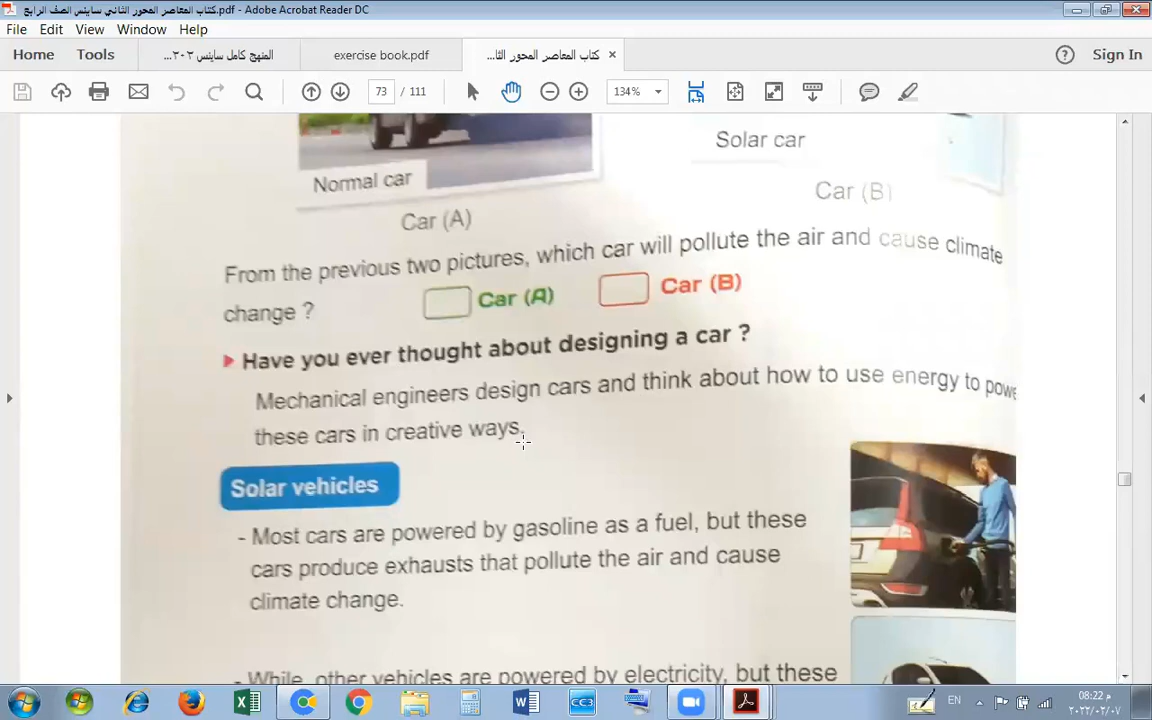 كتاب المعاصر المحور الثاني ساينس الصف الرابع.pdf - Adobe Acrobat Reader DC
File Edit View Window Help
Home Tools المنهج كامل ساينس ٢٠٢... exercise book.pdf كتاب المعاصر المحور الثا... × Sign In
73 / 111 134%
Solar car
Normal car
Car (B)
Car (A)
From the previous two pictures, which car will pollute the air and cause climate
change ? Car (A) Car (B)
Have you ever thought about designing a car ?
Mechanical engineers design cars and think about how to use energy to powe
these cars in creative ways.
Solar vehicles
- Most cars are powered by gasoline as a fuel, but these
cars produce exhausts that pollute the air and cause
climate change.
- While, other vehicles are powered by electricity, but these
CC3 EN 08:22 م
٢٠٢٢/٠٢/٠٧